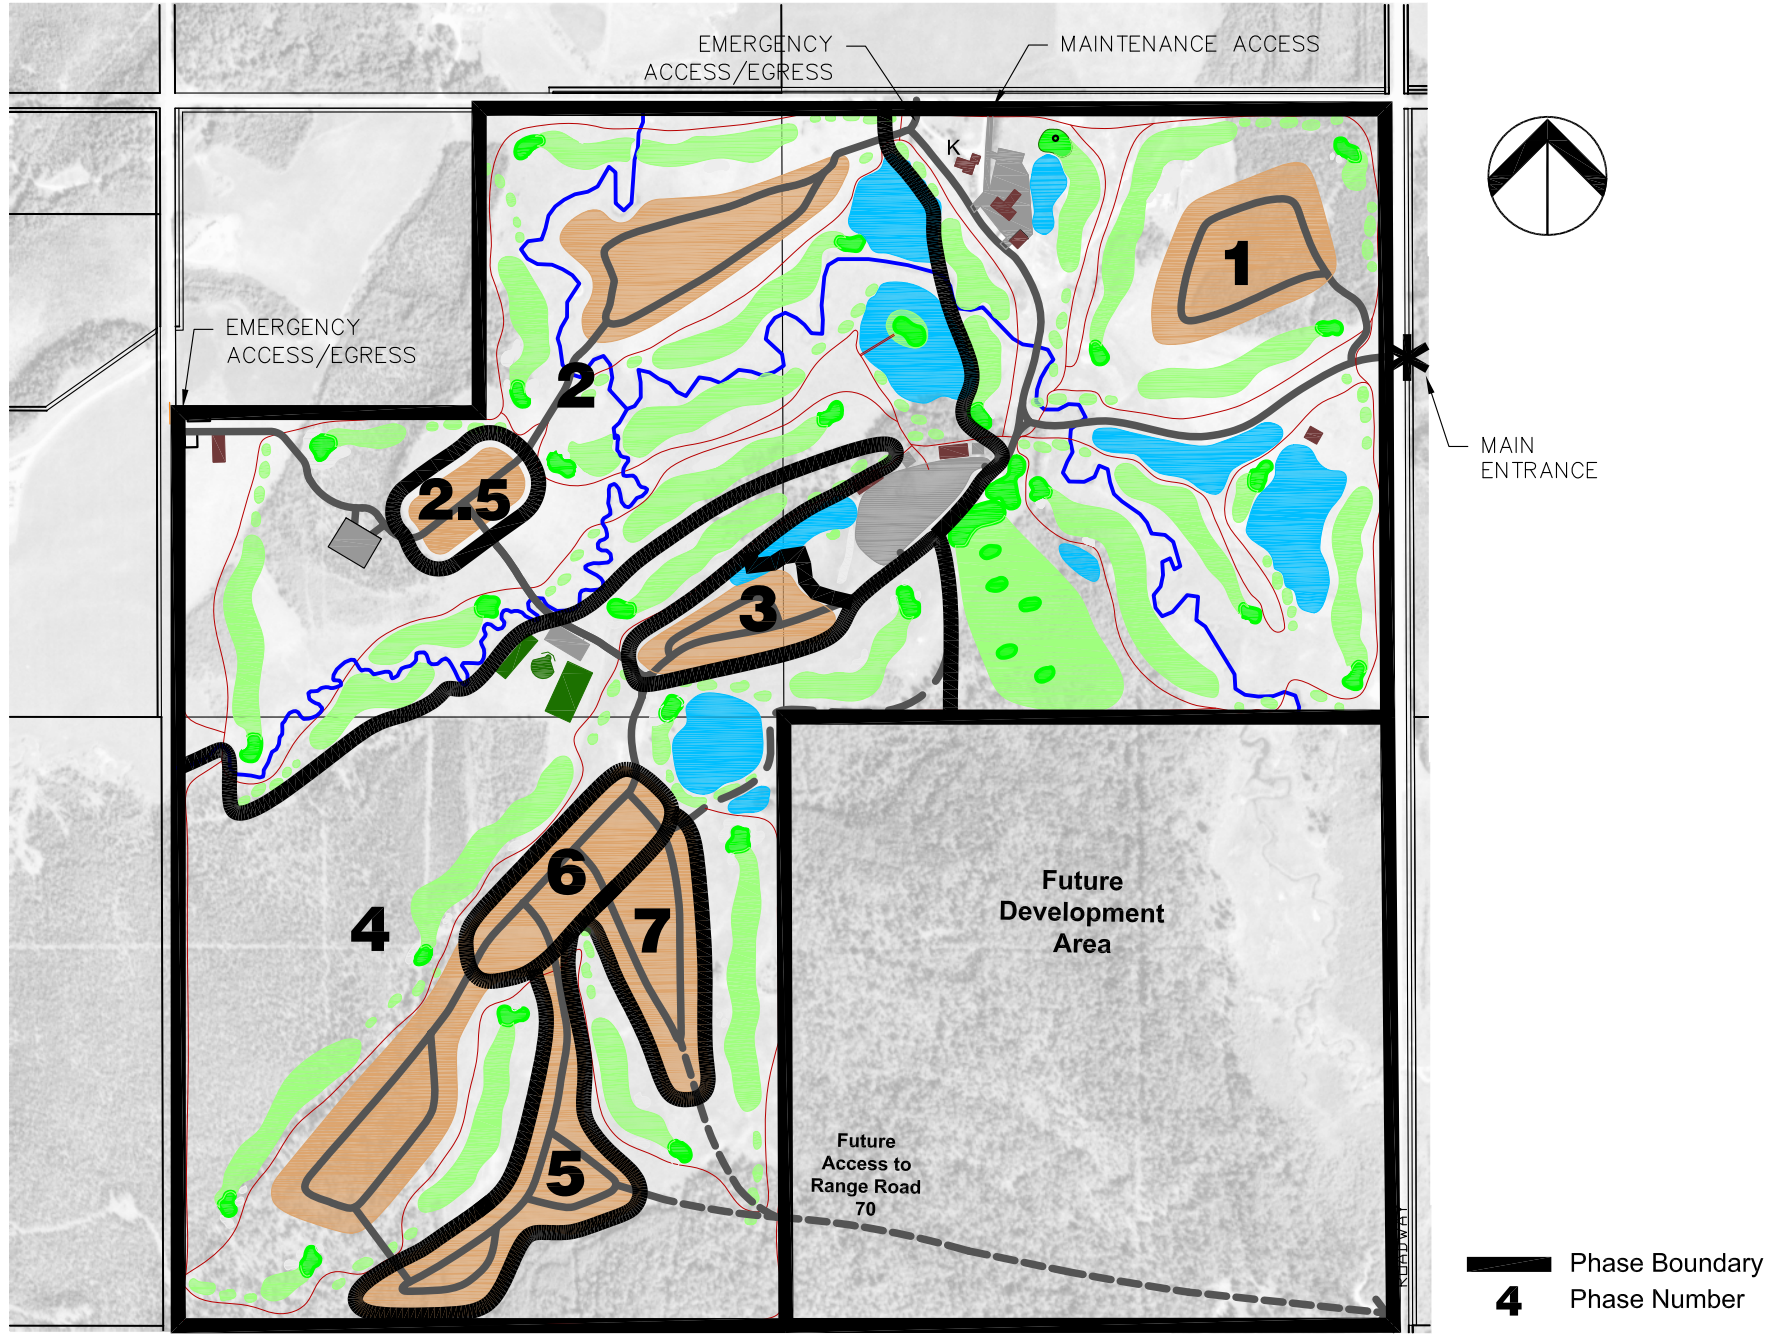 EMERGENCY
ACCESS/EGRESS
MAINTENANCE ACCESS
K
1
EMERGENCY
ACCESS/EGRESS
2
MAIN
ENTRANCE
2.5
3
6
Future
Development
Area
4
7
Future
Access to
Range Road
70
5
ROADWAY
Phase Boundary
4
Phase Number